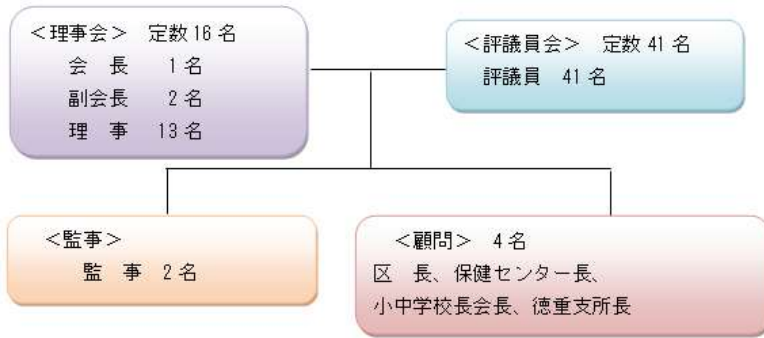 ＜理事会＞　定数16名
会　長　　1名
副会長　　2名
理　事　13名
＜評議員会＞　定数41名
評議員　41名
＜監事＞
監　事　2名
＜顧問＞　4名
区　長、保健センター長、
小中学校長会長、徳重支所長